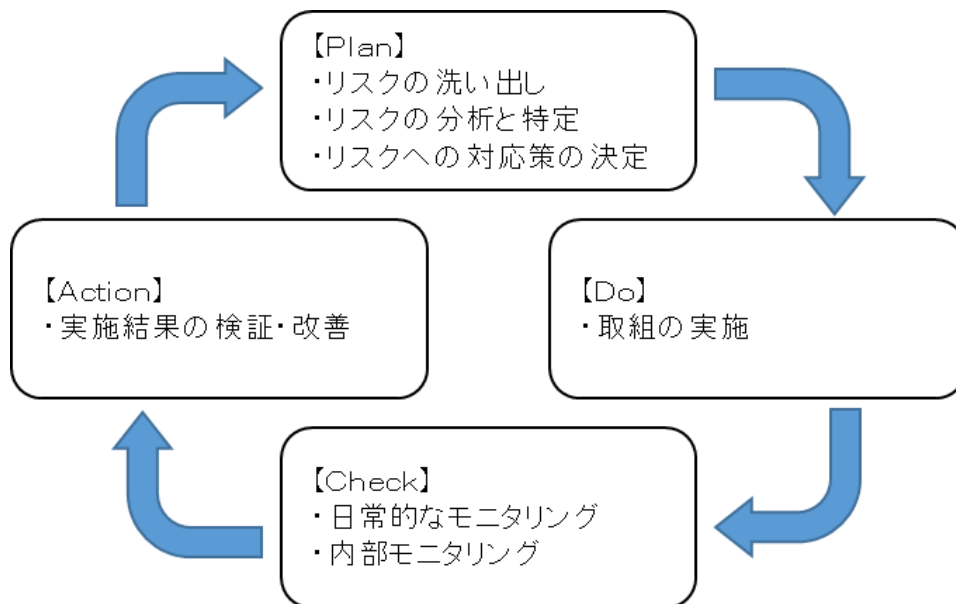 【Plan】
・リスクの洗い出し
・リスクの分析と特定
・リスクへの対応策の決定
【Do】
・取組の実施
【Check】
・日常的なモニタリング
・内部モニタリング
【Action】
・実施結果の検証・改善